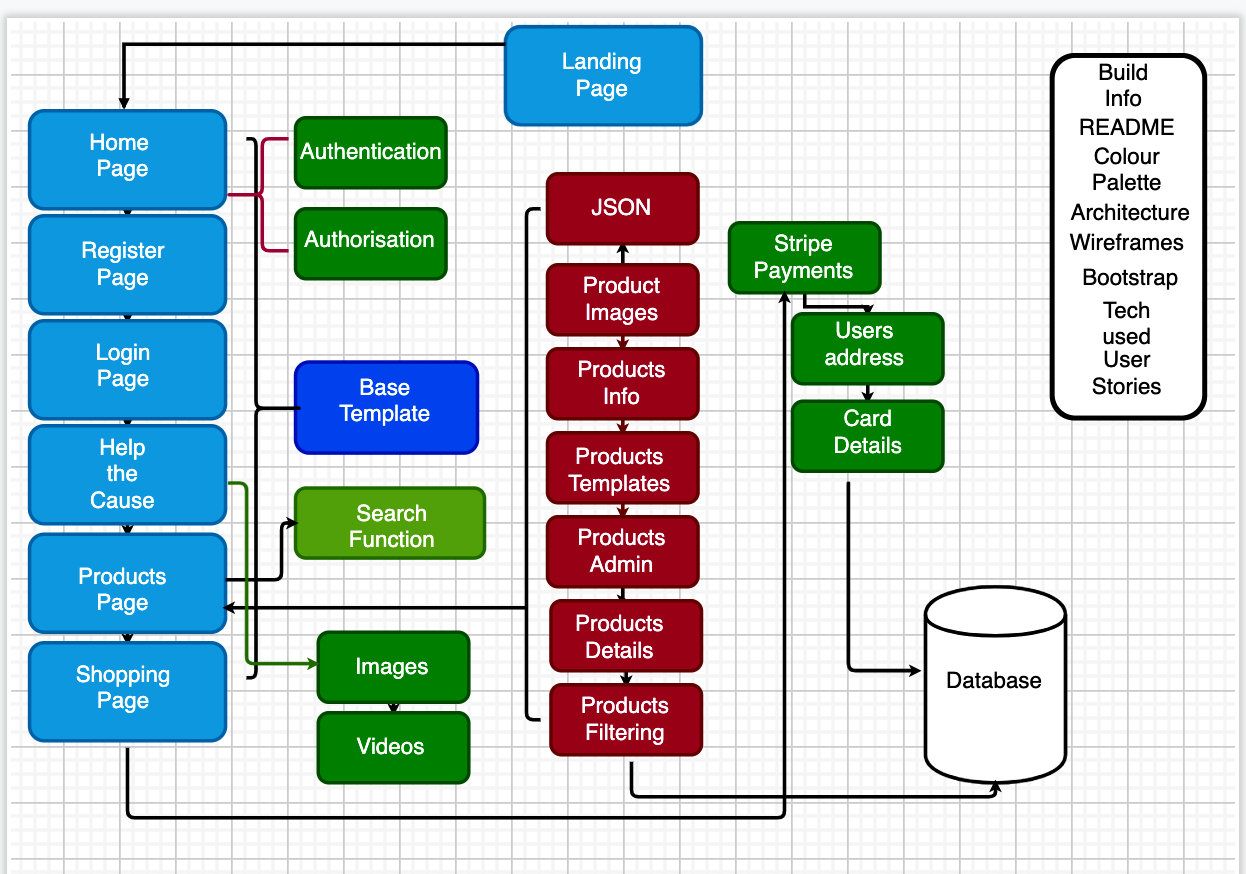 Landing
Page
Home
Page
Register
Page
Login
Page
Help
the
Cause
Products
Page
Shopping
Page
Authentication
Authorisation
Base
Template
Search
Function
Images
Videos
JSON
Product
Images
Products
Info
Products
Templates
Products
Admin
Products
Details
Products
Filtering
Stripe
Payments
Users
address
Card
Details
Database
Build
Info
README
Colour
Palette
Architecture
Wireframes
Bootstrap
Tech
used
User
Stories